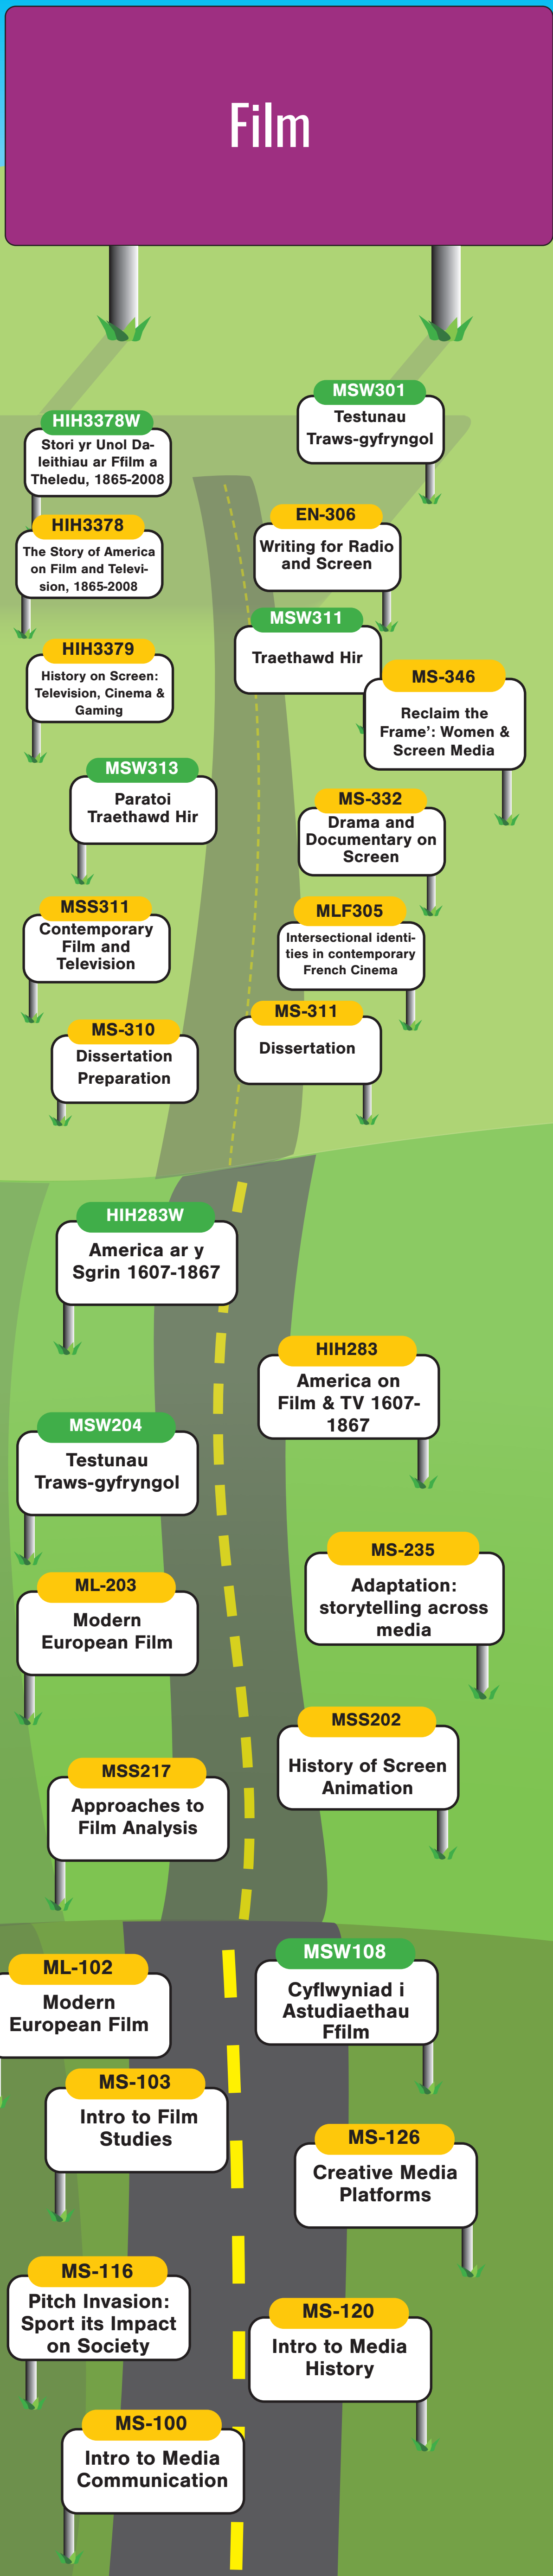 Film
MSW301
Testunau
Traws-gyfryngol
HIH3378W
Stori yr Unol Da-
leithiau ar Ffilm a
Theledu, 1865-2008
EN-306
Writing for Radio
and Screen
HIH3378
The Story of America
on Film and Televi-
sion, 1865-2008
MSW311
Traethawd Hir
HIH3379
History on Screen:
Television, Cinema &
Gaming
MS-346
Reclaim the
Frame’: Women &
Screen Media
MSW313
Paratoi
Traethawd Hir
MS-332
Drama and
Documentary on
Screen
MSS311
Contemporary
Film and
Television
MLF305
Intersectional identi-
ties in contemporary
French Cinema
MS-311
Dissertation
MS-310
Dissertation
Preparation
HIH283W
America ar y
Sgrin 1607-1867
HIH283
America on
Film & TV 1607-
1867
MSW204
Testunau
Traws-gyfryngol
MS-235
Adaptation:
storytelling across
media
ML-203
Modern
European Film
MSS202
History of Screen
Animation
MSS217
Approaches to
Film Analysis
MSW108
Cyflwyniad i
Astudiaethau
Ffilm
ML-102
Modern
European Film
MS-103
Intro to Film
Studies
MS-126
Creative Media
Platforms
MS-116
Pitch Invasion:
Sport its Impact
on Society
MS-120
Intro to Media
History
MS-100
Intro to Media
Communication